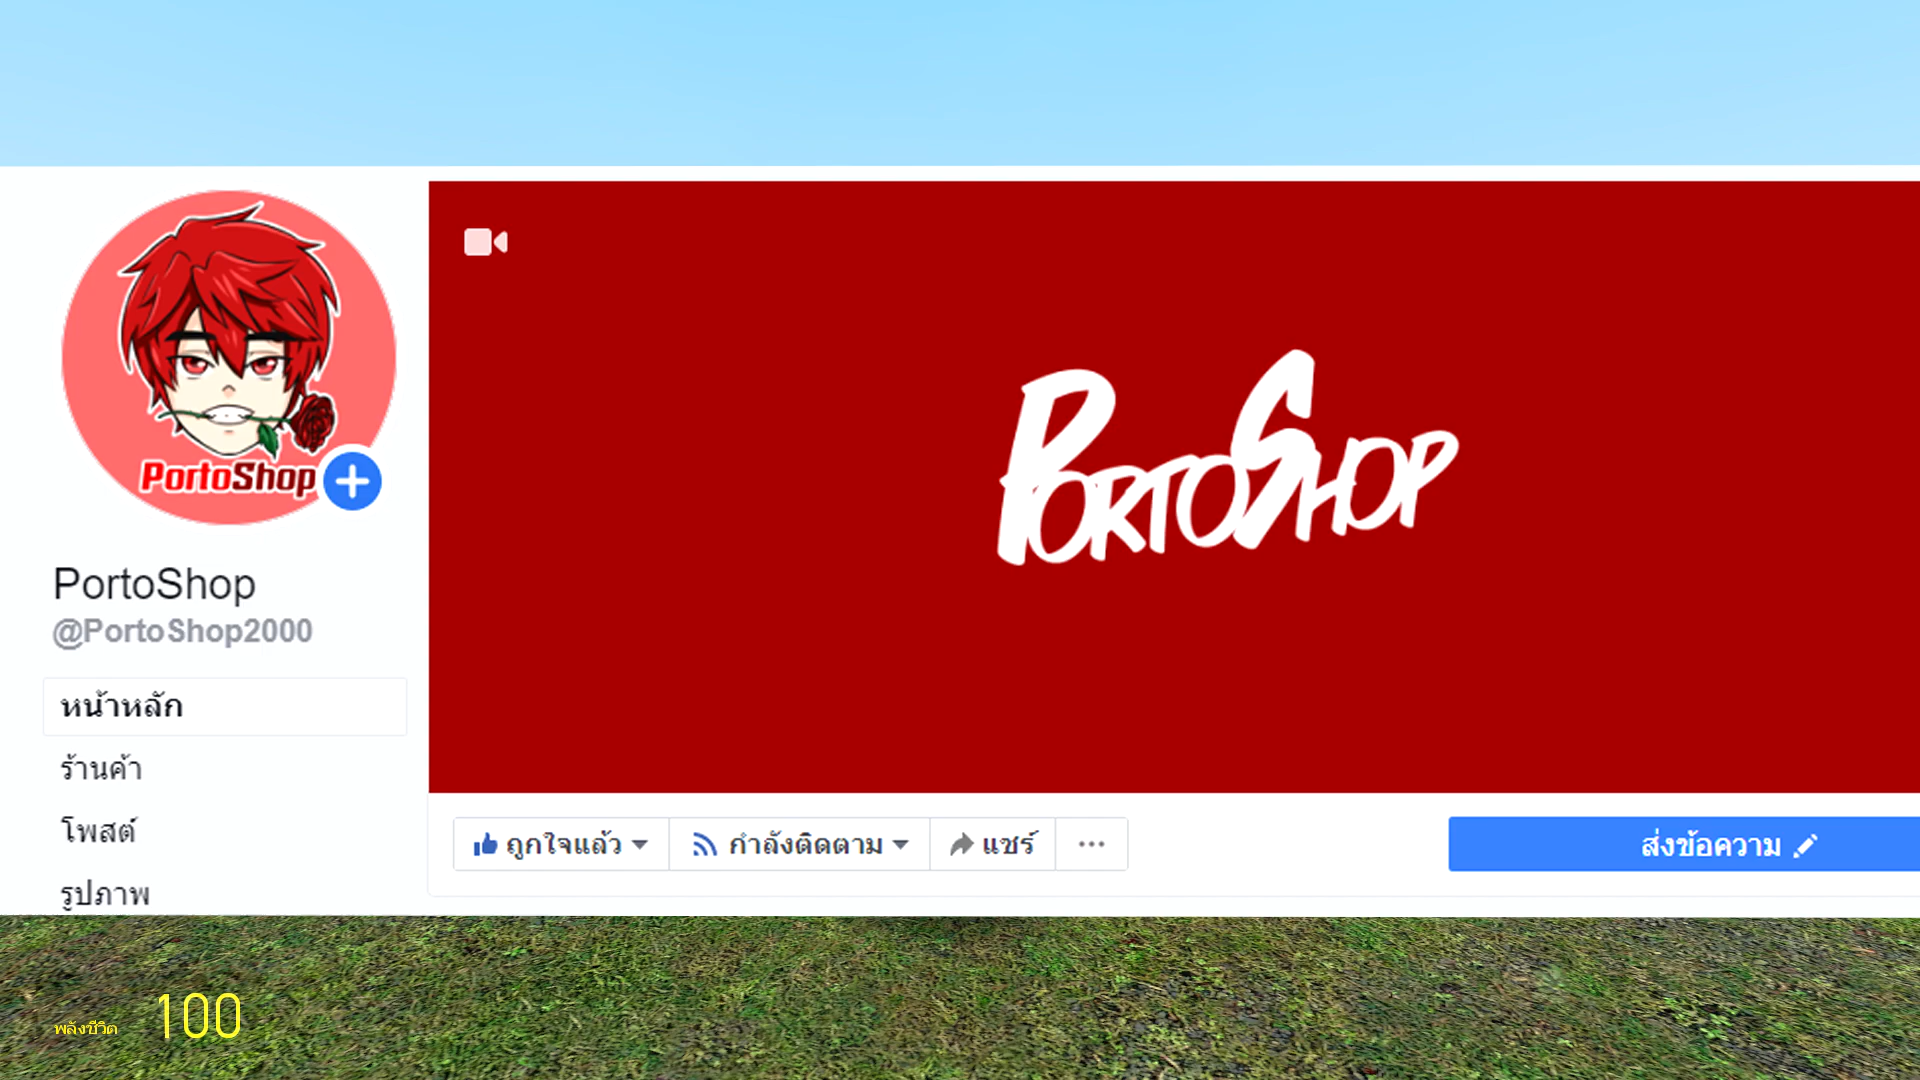 PortoShop
PortoShop
@PortoShop2000
หน้าหลัก
ร้านค้า
โพสต์
รูปภาพ
PORTOSHOP
ถูกใจแล้ว
กำลังติดตาม
แชร์
ส่งข้อความ
พลังชีวิต 100